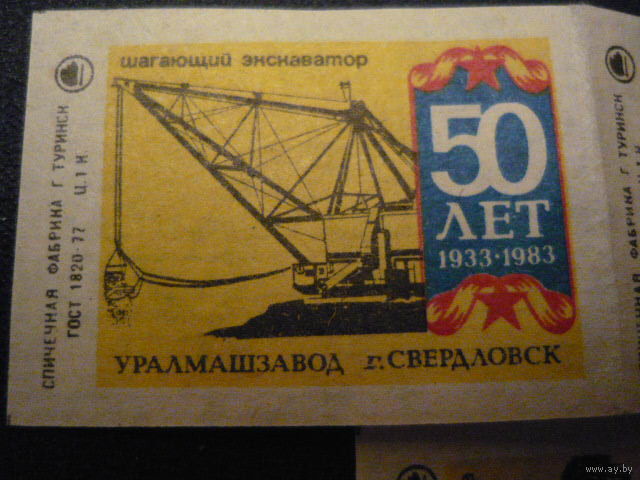 шагающий экскаватор
50
ЛЕТ
1933·1983
УРАЛМАШЗАВОД г. СВЕРДЛОВСК
СПИЧЕЧНАЯ ФАБРИКА Г ТУРИНСК
ГОСТ 1820-77 Ц.1 К.
ФАБРИКА Г ТУРИНСК
Ц.1 К.
www.ay.by